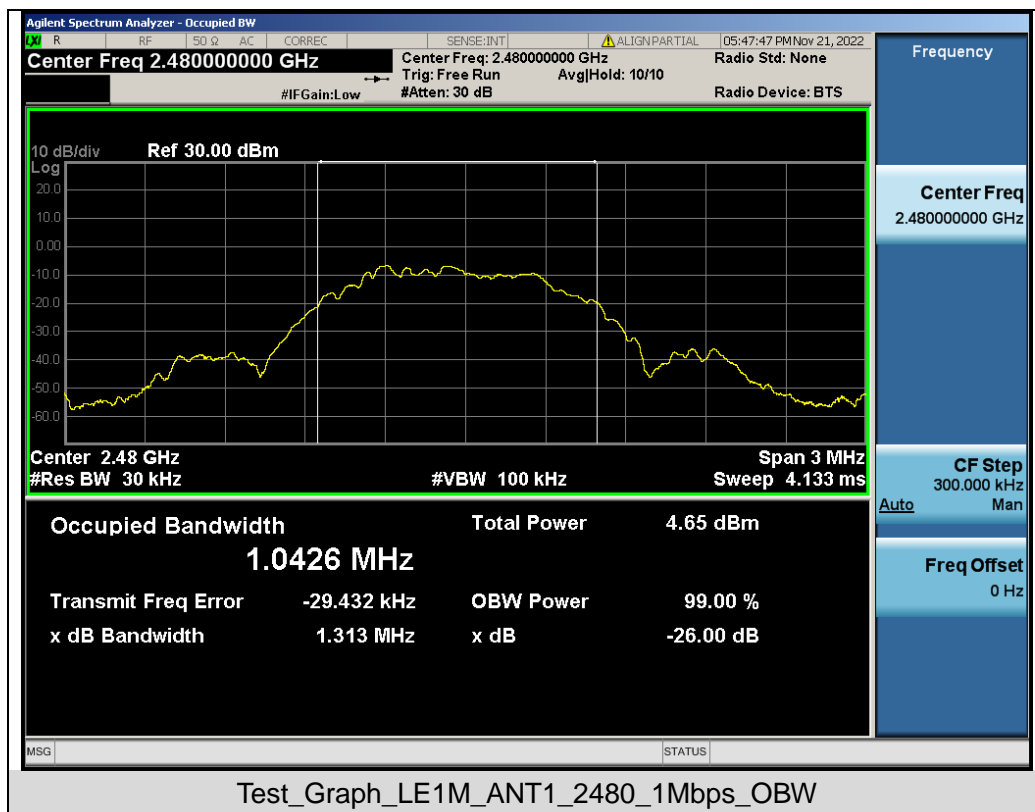 Agilent Spectrum Analyzer - Occupied BW
LXI R RF 50 Ω AC CORREC SENSE:INT ALIGN PARTIAL 05:47:47 PM Nov 21, 2022
Center Freq 2.480000000 GHz
Center Freq: 2.480000000 GHz
Radio Std: None
Trig: Free Run Avg|Hold: 10/10
#IFGain:Low #Atten: 30 dB Radio Device: BTS
Frequency
10 dB/div Ref 30.00 dBm
Log
20.0
10.0
0.00
-10.0
-20.0
-30.0
-40.0
-50.0
-60.0
Center 2.48 GHz Span 3 MHz
#Res BW 30 kHz #VBW 100 kHz Sweep 4.133 ms
Center Freq
2.480000000 GHz
CF Step
300.000 kHz
Auto Man
Freq Offset
0 Hz
Occupied Bandwidth Total Power 4.65 dBm
1.0426 MHz
Transmit Freq Error -29.432 kHz OBW Power 99.00 %
x dB Bandwidth 1.313 MHz x dB -26.00 dB
MSG STATUS
Test_Graph_LE1M_ANT1_2480_1Mbps_OBW